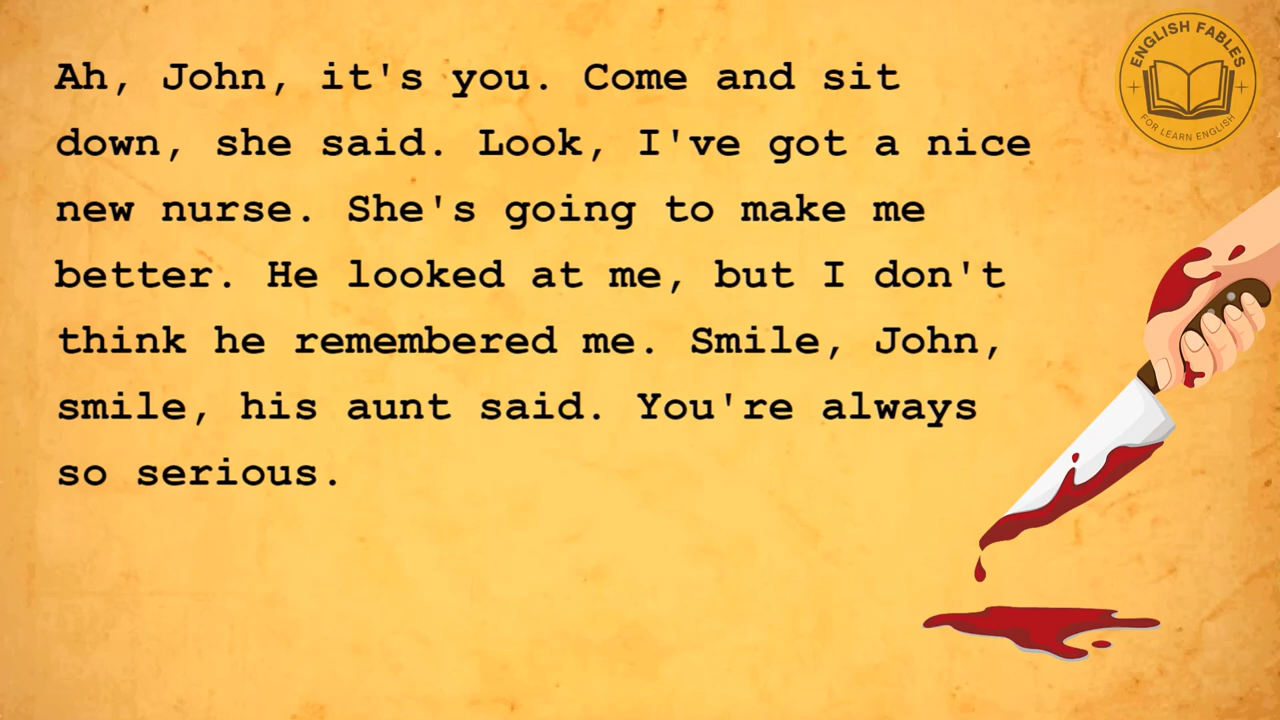 Ah, John, it's you. Come and sit
down, she said. Look, I've got a nice
new nurse. She's going to make me
better. He looked at me, but I don't
think he remembered me. Smile, John,
smile, his aunt said. You're always
so serious.
ENGLISH FABLES
FOR LEARN ENGLISH